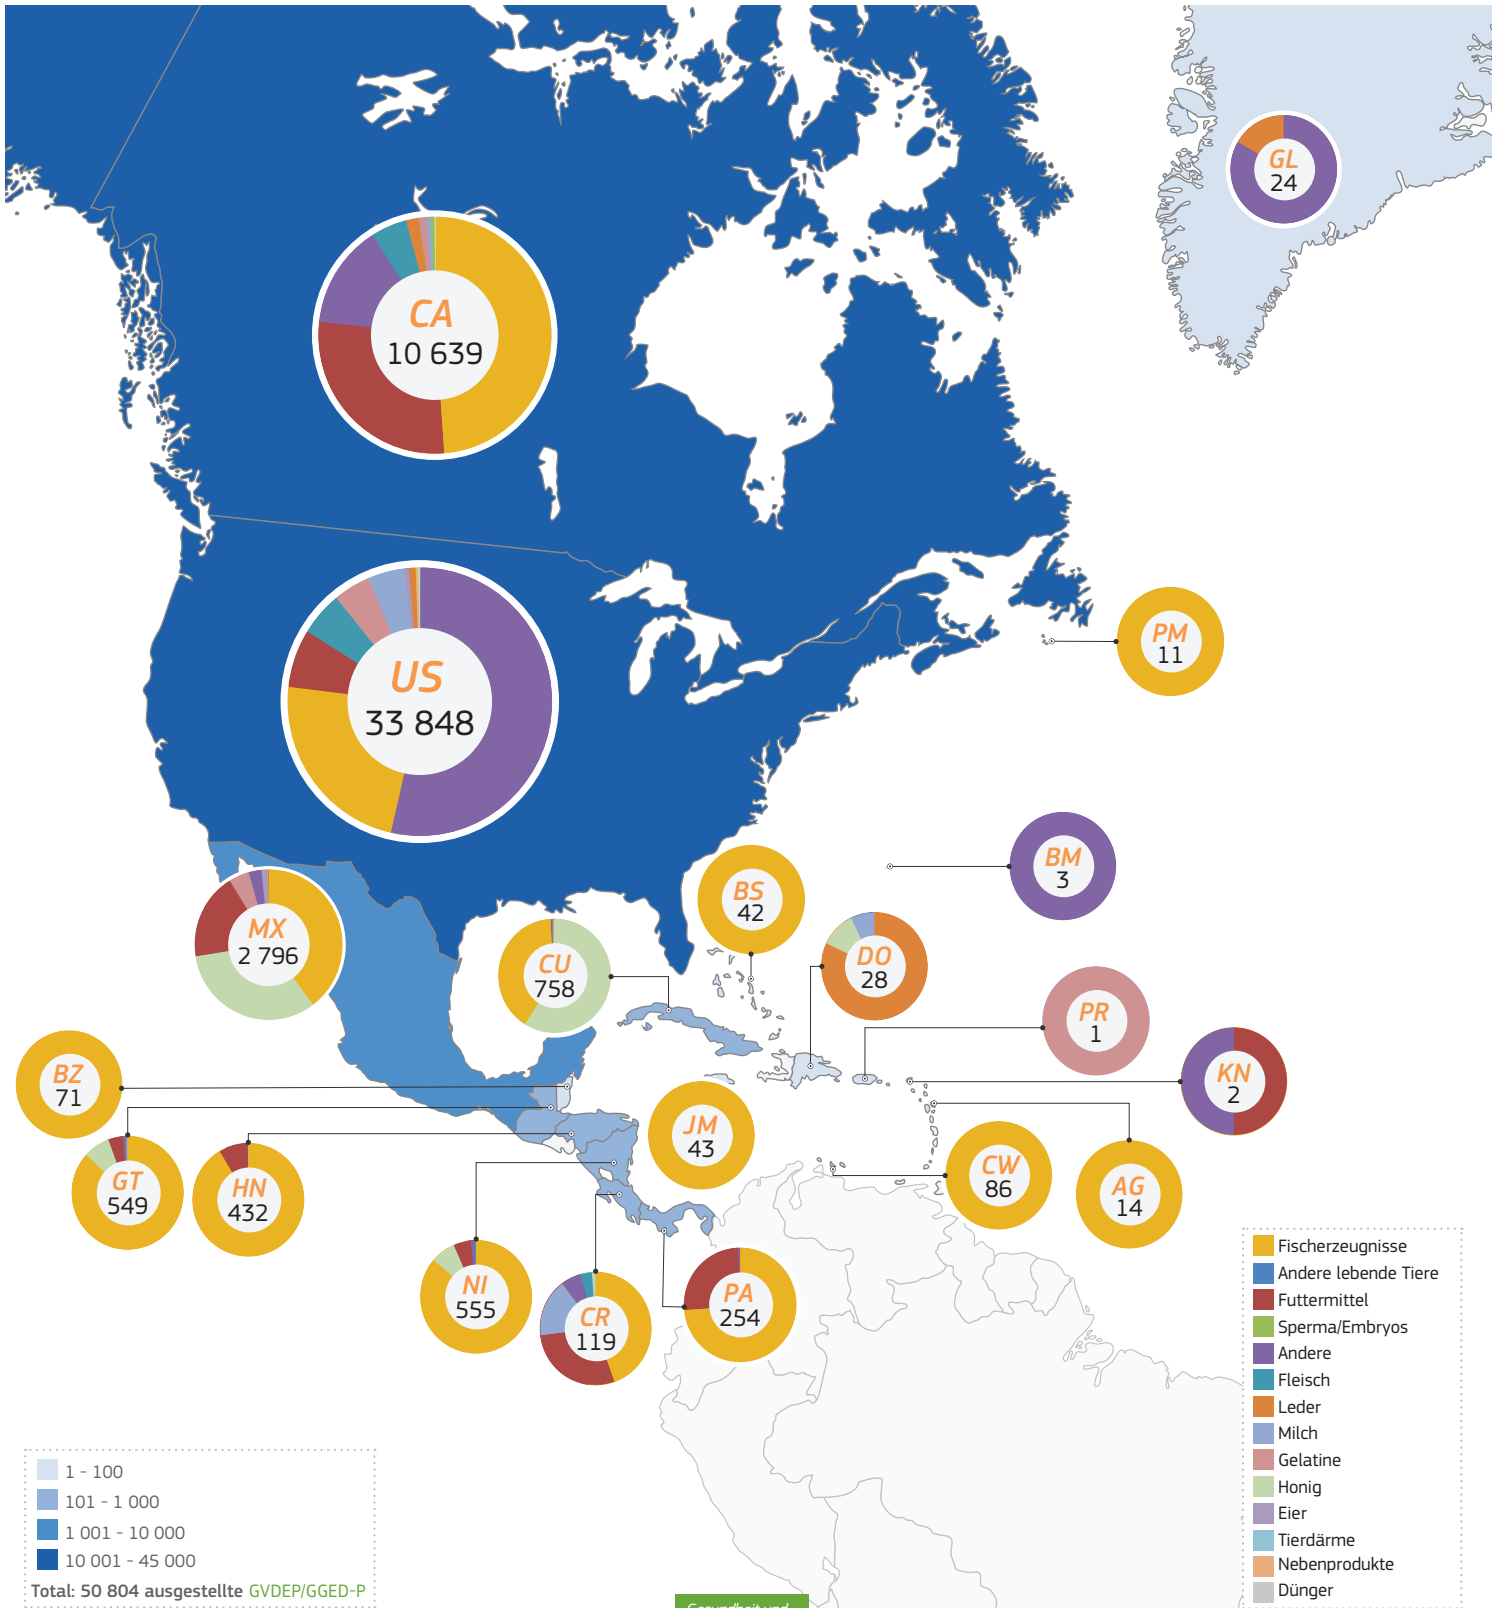 GL
24
CA
10 639
PM
11
US
33 848
BM
3
BS
42
MX
2 796
CU
758
DO
28
PR
1
BZ
71
KN
2
JM
43
GT
549
HN
432
CW
86
AG
14
NI
555
CR
119
PA
254
Fischerzeugnisse
Andere lebende Tiere
Futtermittel
Sperma/Embryos
Andere
Fleisch
Leder
Milch
Gelatine
Honig
Eier
Tierdärme
Nebenprodukte
Dünger
1 - 100
101 - 1 000
1 001 - 10 000
10 001 - 45 000
Total: 50 804 ausgestellte GVDEP/GGED-P
Gesundheit und